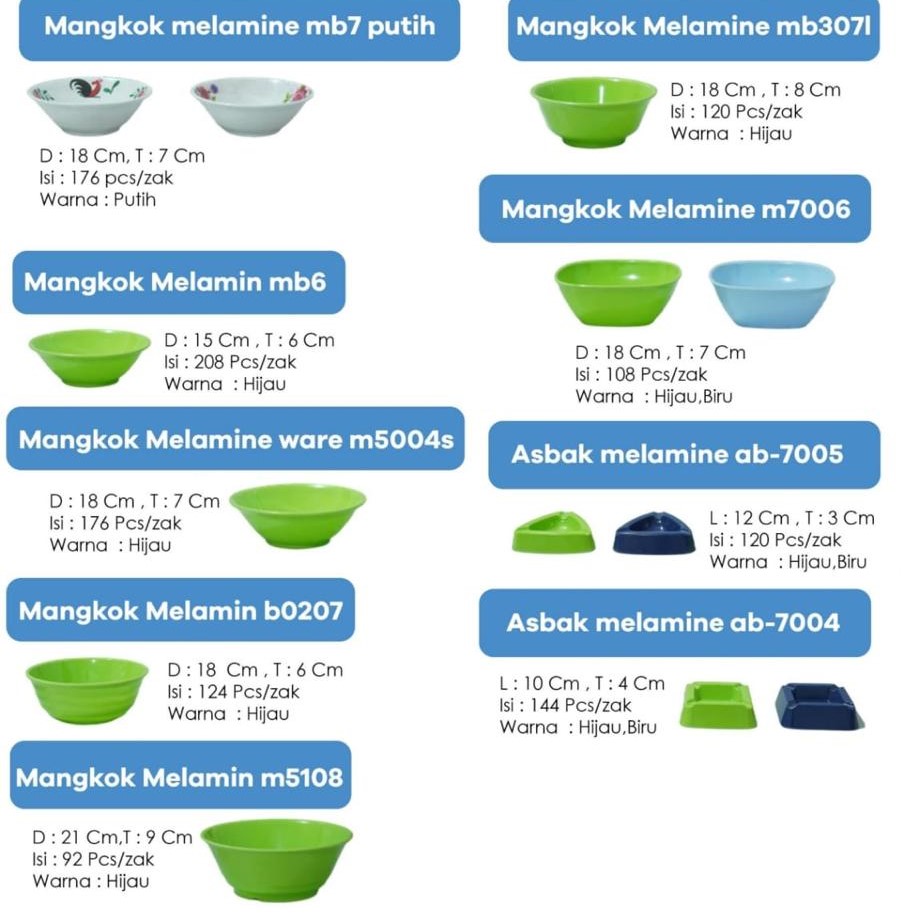 Mangkok melamine mb7 putih
D : 18 Cm, T : 7 Cm
Isi : 176 pcs/zak
Warna : Putih
Mangkok Melamin mb6
D : 15 Cm , T : 6 Cm
Isi : 208 Pcs/zak
Warna : Hijau
Mangkok Melamine ware m5004s
D : 18 Cm , T : 7 Cm
Isi : 176 Pcs/zak
Warna : Hijau
Mangkok Melamin b0207
D : 18 Cm , T : 6 Cm
Isi : 124 Pcs/zak
Warna : Hijau
Mangkok Melamin m5108
D : 21 Cm,T : 9 Cm
Isi : 92 Pcs/zak
Warna : Hijau
Mangkok Melamine mb307l
D : 18 Cm , T : 8 Cm
Isi : 120 Pcs/zak
Warna : Hijau
Mangkok Melamine m7006
D : 18 Cm , T : 7 Cm
Isi : 108 Pcs/zak
Warna : Hijau,Biru
Asbak melamine ab-7005
L : 12 Cm , T : 3 Cm
Isi : 120 Pcs/zak
Warna : Hijau,Biru
Asbak melamine ab-7004
L : 10 Cm , T : 4 Cm
Isi : 144 Pcs/zak
Warna : Hijau,Biru